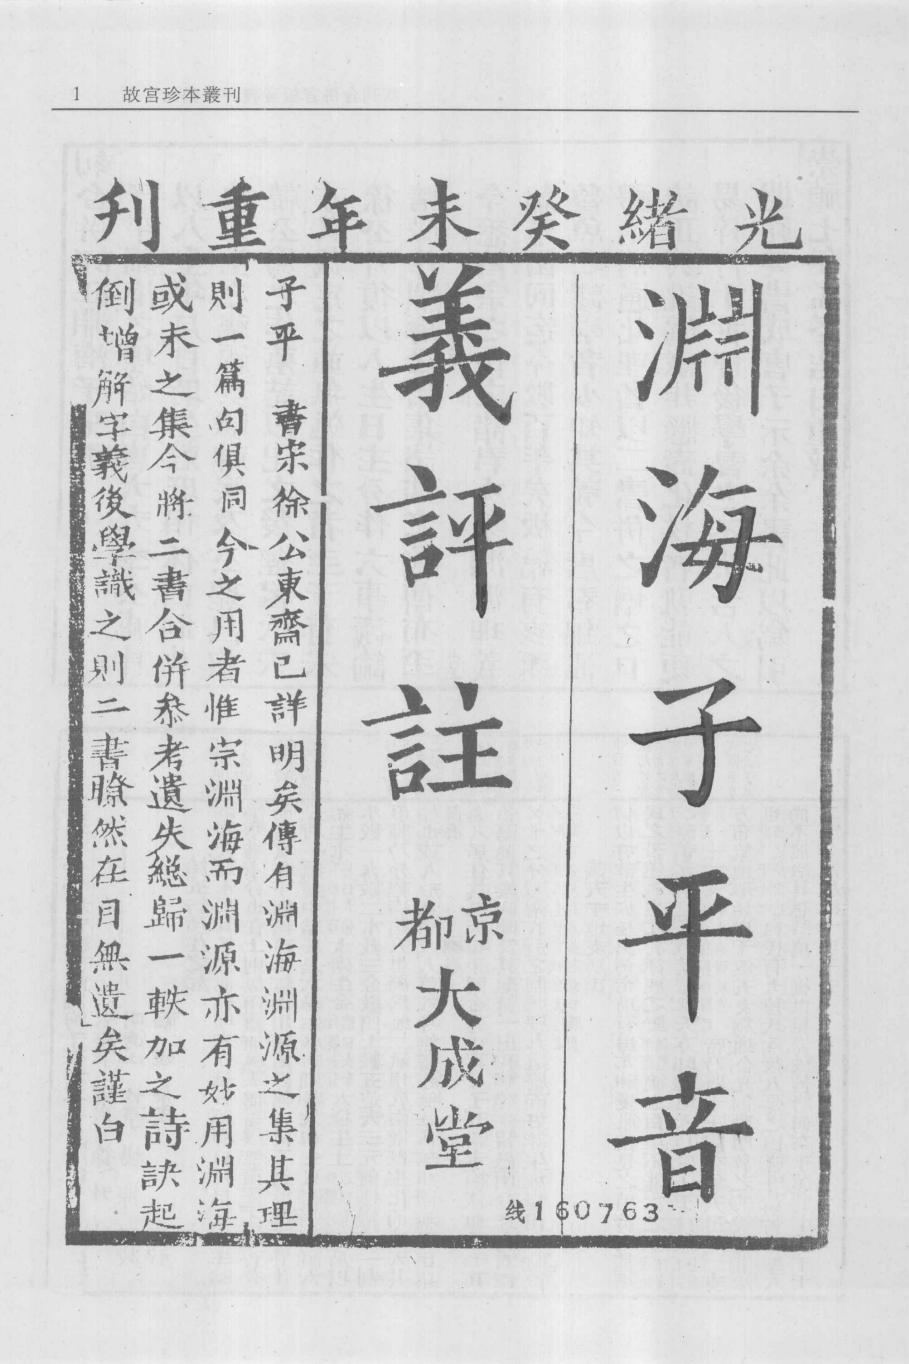 1 故宫珍本叢刊
光緒癸未年重刊
淵海子平音
義評註
京都大成堂
线160763
子平書宋徐公東齋已詳明矣傳有淵海淵源之集其理
則一篇句俱同今之用者惟宗淵海而淵源亦有妙用淵海
或未之集今將二書合併叅考遺失總歸一軼加之詩訣起
倒增解字義後學識之則二書瞭然在目無遺矣謹白